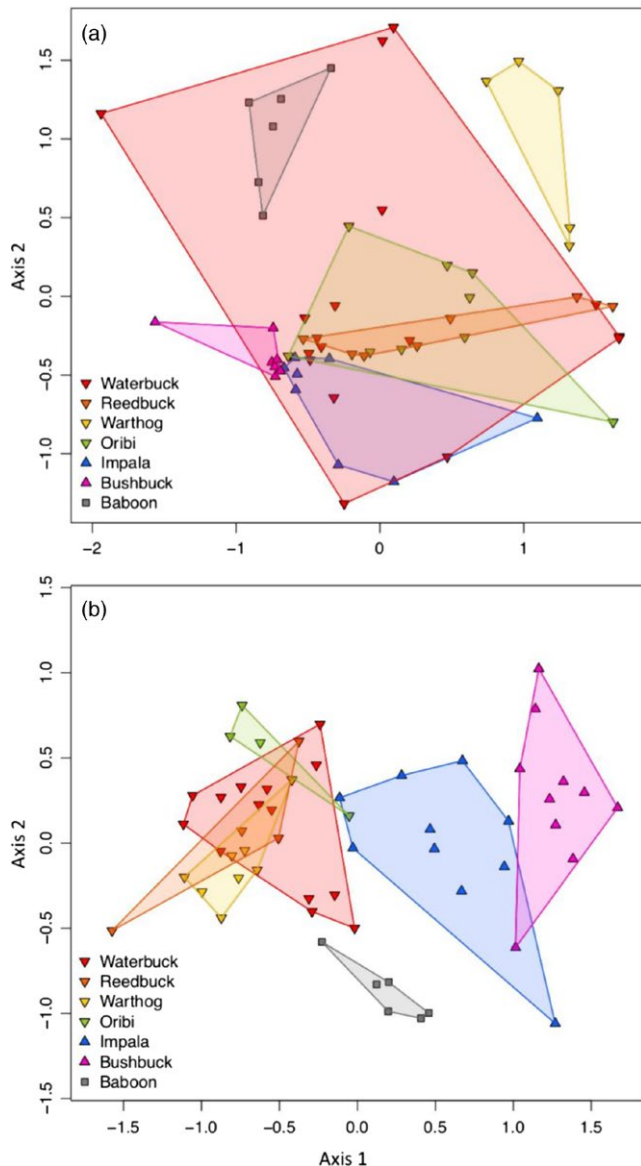 (a)
1.5
1.0
0.5
0.0
−0.5
−1.0
Axis 2
Waterbuck
Reedbuck
Warthog
Oribi
Impala
Bushbuck
Baboon
−2 −1 0 1
(b)
1.5
1.0
0.5
0.0
−0.5
−1.0
−1.5
Axis 2
Waterbuck
Reedbuck
Warthog
Oribi
Impala
Bushbuck
Baboon
−1.5 −1.0 −0.5 0.0 0.5 1.0 1.5
Axis 1